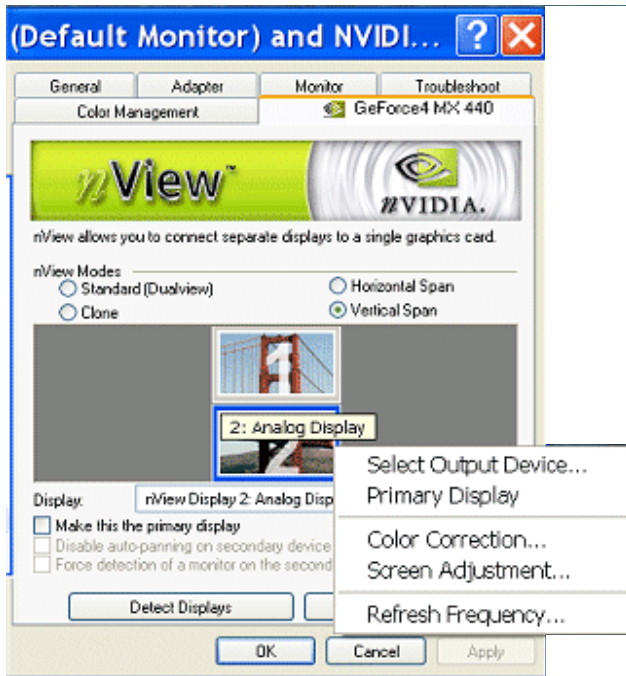 (Default Monitor) and NVIDI...
General Adapter Monitor Troubleshoot
Color Management GeForce4 MX 440
nView™
nVIDIA.
nView allows you to connect separate displays to a single graphics card.
nView Modes
Standard (Dualview) Horizontal Span
Clone Vertical Span
1
2: Analog Display
2
Display: nView Display 2: Analog Disp
Make this the primary display
Disable auto-panning on secondary device
Force detection of a monitor on the second
Detect Displays
OK Cancel Apply
Select Output Device...
Primary Display
Color Correction...
Screen Adjustment...
Refresh Frequency...